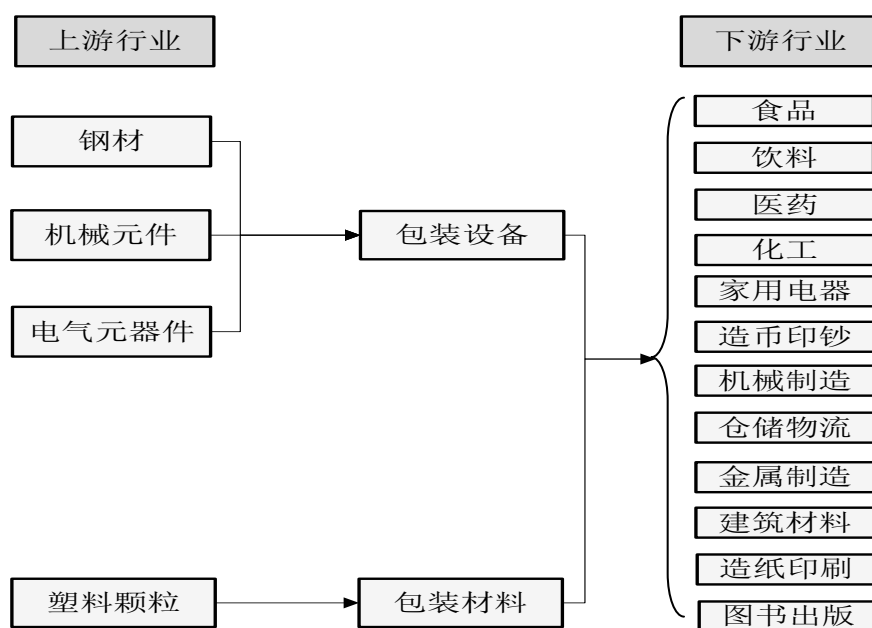 上游行业
下游行业
钢材
机械元件
电气元器件
塑料颗粒
包装设备
包装材料
食品
饮料
医药
化工
家用电器
造币印钞
机械制造
仓储物流
金属制造
建筑材料
造纸印刷
图书出版